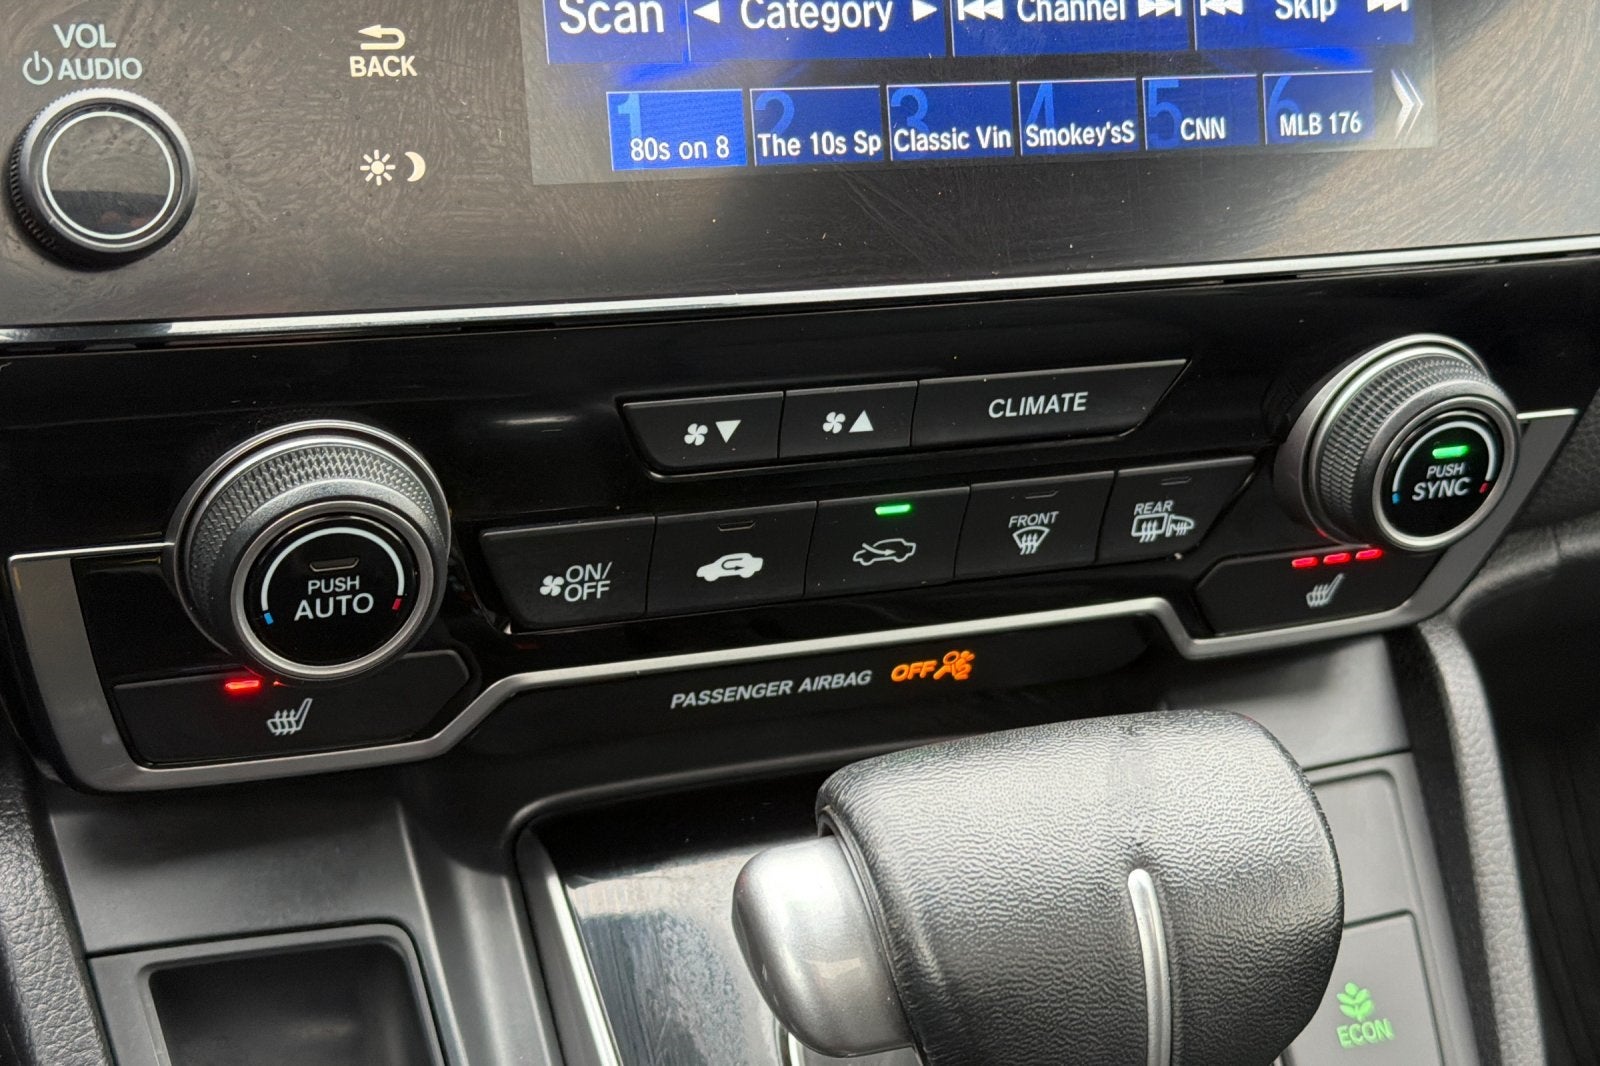 Scan
Category
Channel
Skip
VOL
AUDIO
BACK
1
80s on 8
2
The 10s Sp
3
Classic Vin
4
Smokey'sS
5
CNN
6
MLB 176
CLIMATE
PUSH
SYNC
PUSH
AUTO
ON/
OFF
FRONT
REAR
PASSENGER AIRBAG OFF
ECON